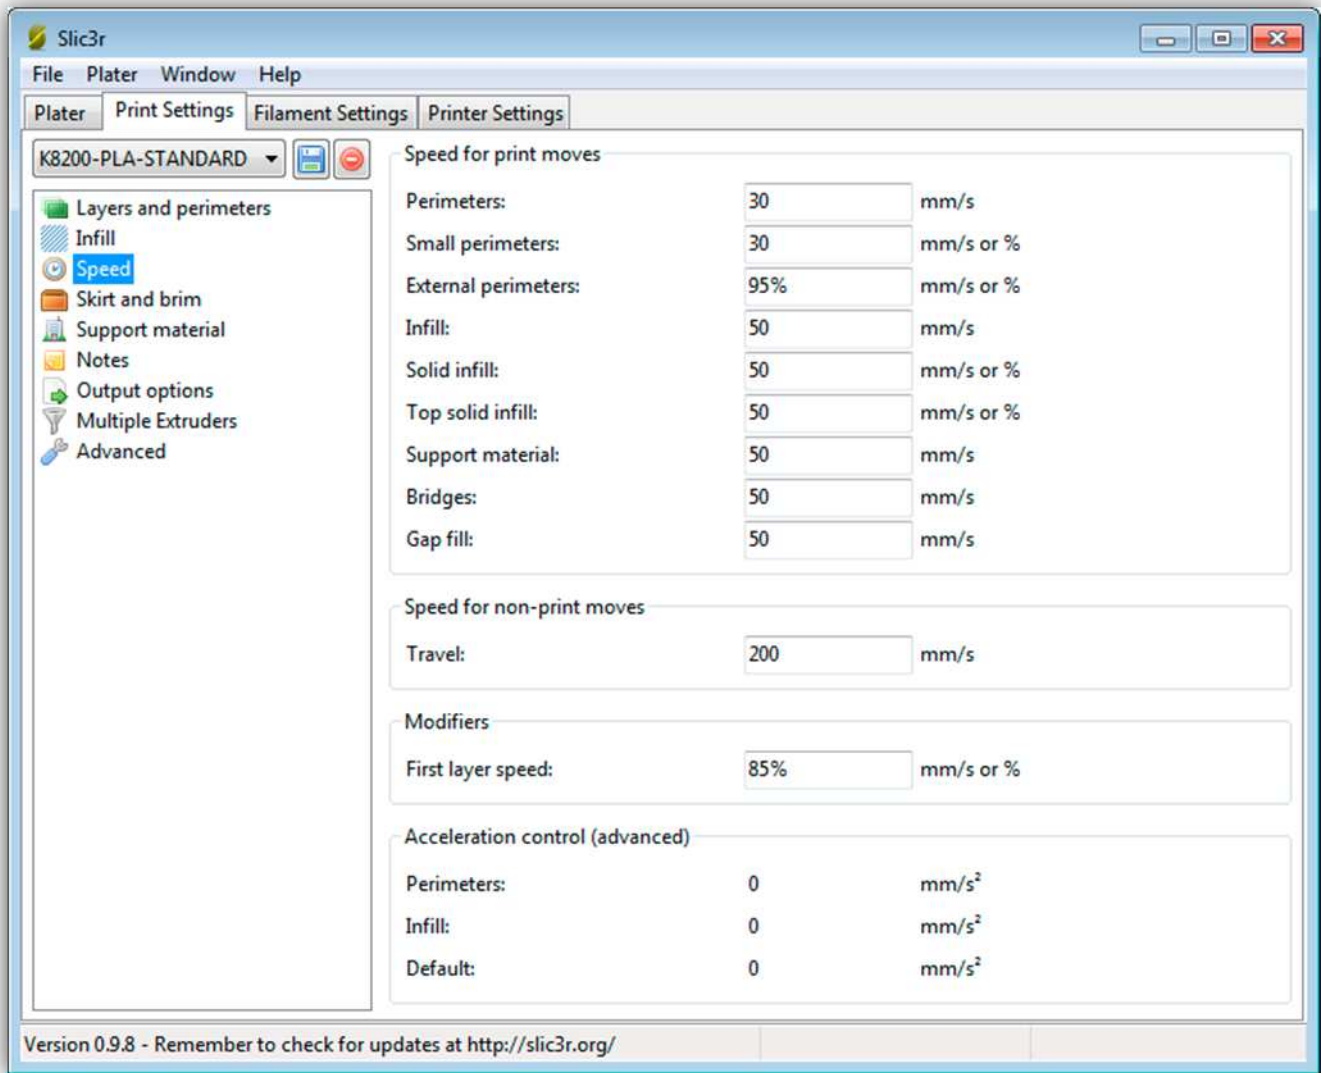 Slic3r
File Plater Window Help
Plater Print Settings Filament Settings Printer Settings
K8200-PLA-STANDARD
Layers and perimeters
Infill
Speed
Skirt and brim
Support material
Notes
Output options
Multiple Extruders
Advanced
Speed for print moves
Perimeters: 30 mm/s
Small perimeters: 30 mm/s or %
External perimeters: 95% mm/s or %
Infill: 50 mm/s
Solid infill: 50 mm/s or %
Top solid infill: 50 mm/s or %
Support material: 50 mm/s
Bridges: 50 mm/s
Gap fill: 50 mm/s
Speed for non-print moves
Travel: 200 mm/s
Modifiers
First layer speed: 85% mm/s or %
Acceleration control (advanced)
Perimeters: 0 mm/s²
Infill: 0 mm/s²
Default: 0 mm/s²
Version 0.9.8 - Remember to check for updates at http://slic3r.org/